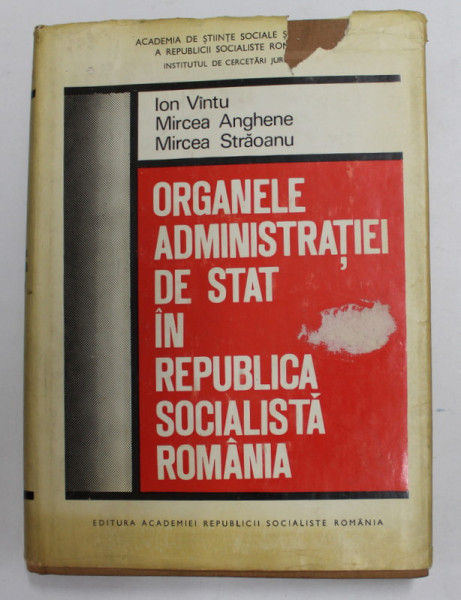 ACADEMIA DE ȘTIINȚE SOCIALE Ș
A REPUBLICII SOCIALISTE ROM
INSTITUTUL DE CERCETĂRI JUR
Ion Vîntu
Mircea Anghene
Mircea Străoanu
ORGANELE
ADMINISTRAȚIEI
DE STAT
ÎN
REPUBLICA
SOCIALISTĂ
ROMÂNIA
EDITURA ACADEMIEI REPUBLICII SOCIALISTE ROMÂNIA